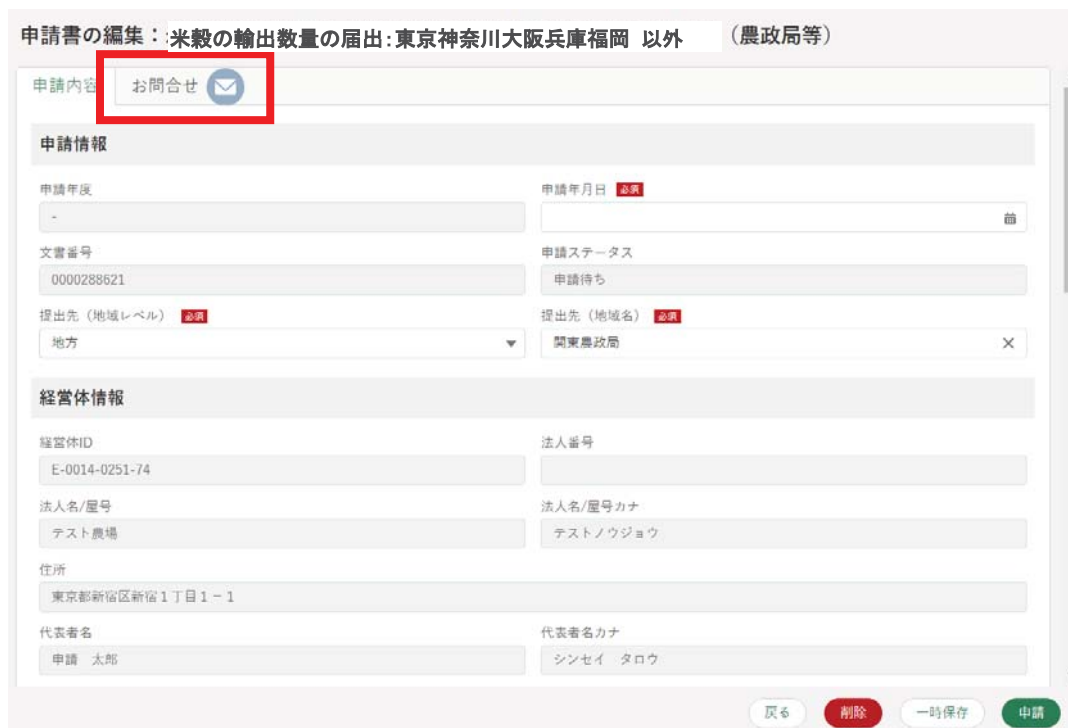 申請書の編集：米穀の輸出数量の届出：東京神奈川大阪兵庫福岡 以外 （農政局等）
申請内容 お問合せ
申請情報
申請年度 申請年月日 必須
-
文書番号 申請ステータス
0000288621 申請待ち
提出先（地域レベル） 必須 提出先（地域名） 必須
地方 関東農政局
経営体情報
経営体ID 法人番号
E-0014-0251-74
法人名/屋号 法人名/屋号カナ
テスト農場 テストノウジョウ
住所
東京都新宿区新宿１丁目１－１
代表者名 代表者名カナ
申請　太郎 シンセイ　タロウ
戻る 削除 一時保存 申請